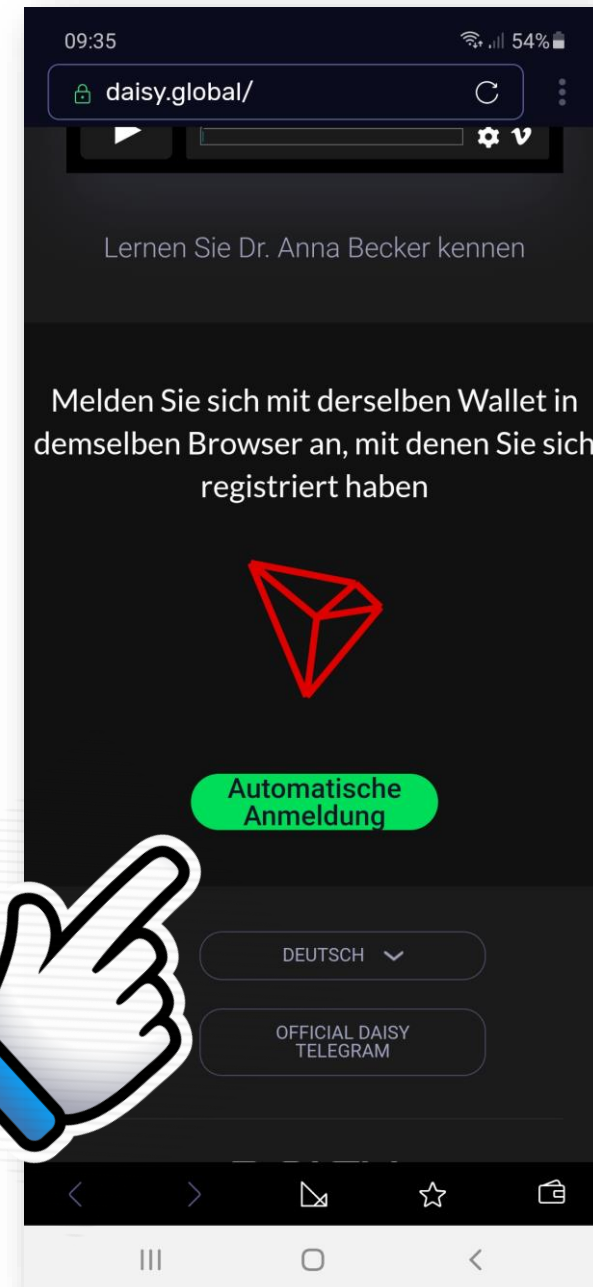 09:35
54%
daisy.global/
Lernen Sie Dr. Anna Becker kennen
Melden Sie sich mit derselben Wallet in
demselben Browser an, mit denen Sie sich
registriert haben
Automatische
Anmeldung
DEUTSCH
OFFICIAL DAISY
TELEGRAM